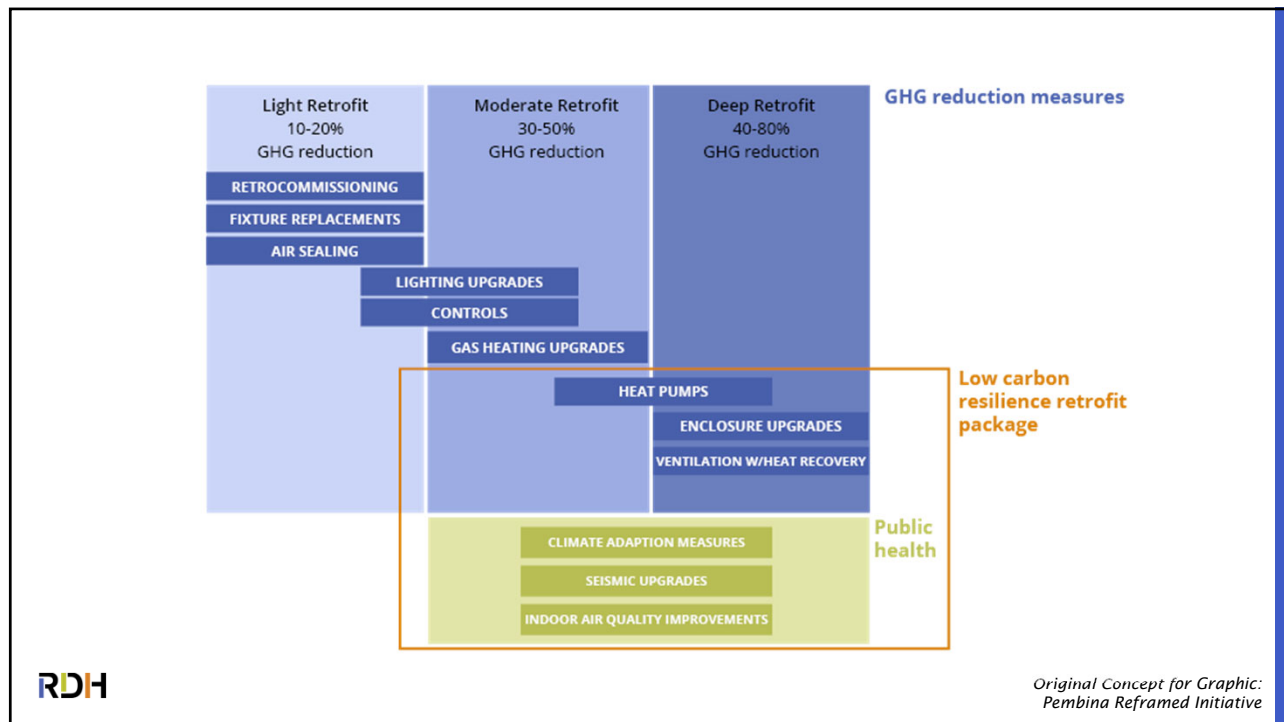 Light Retrofit
10-20%
GHG reduction
Moderate Retrofit
30-50%
GHG reduction
Deep Retrofit
40-80%
GHG reduction
GHG reduction measures
RETROCOMMISSIONING
FIXTURE REPLACEMENTS
AIR SEALING
LIGHTING UPGRADES
CONTROLS
GAS HEATING UPGRADES
HEAT PUMPS
ENCLOSURE UPGRADES
VENTILATION W/HEAT RECOVERY
Low carbon
resilience retrofit
package
CLIMATE ADAPTION MEASURES
SEISMIC UPGRADES
INDOOR AIR QUALITY IMPROVEMENTS
Public
health
RDH
Original Concept for Graphic:
Pembina Reframed Initiative